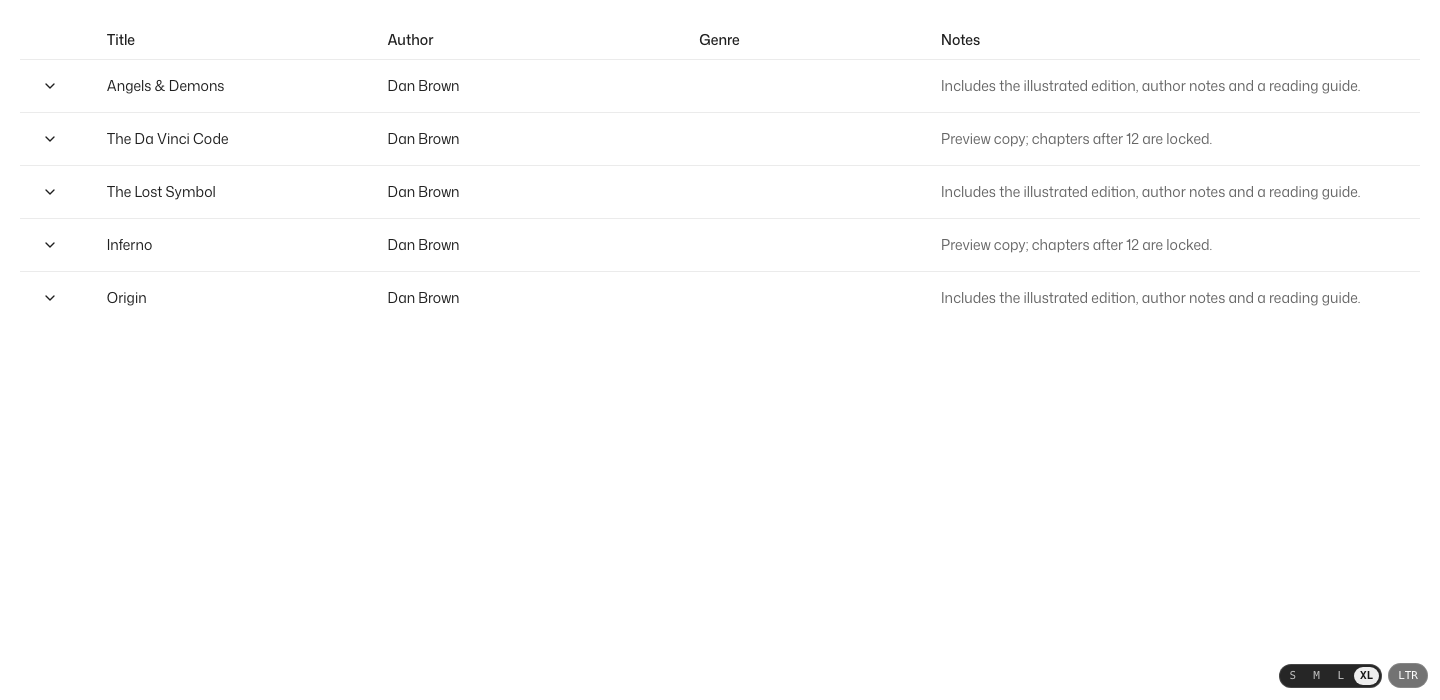 Title Author Genre Notes
Angels & Demons Dan Brown Includes the illustrated edition, author notes and a reading guide.
The Da Vinci Code Dan Brown Preview copy; chapters after 12 are locked.
The Lost Symbol Dan Brown Includes the illustrated edition, author notes and a reading guide.
Inferno Dan Brown Preview copy; chapters after 12 are locked.
Origin Dan Brown Includes the illustrated edition, author notes and a reading guide.
S M L XL LTR